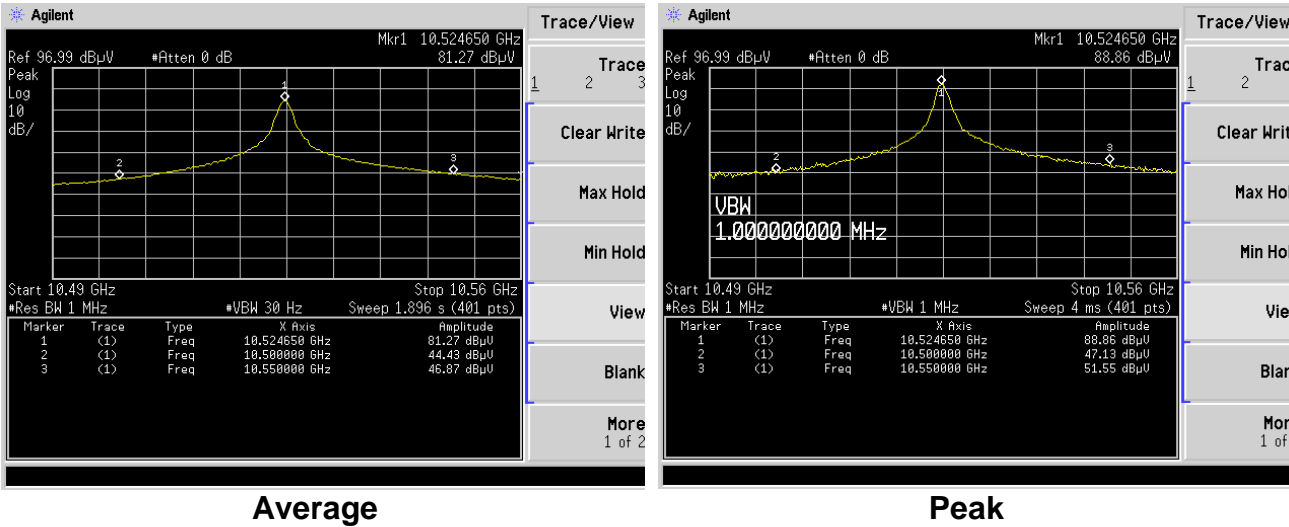 Agilent
Trace/View
Mkr1 10.524650 GHz
Ref 96.99 dBµV #Atten 0 dB 81.27 dBµV
Peak
Log
10
dB/
1
2
3
Start 10.49 GHz Stop 10.56 GHz
#Res BW 1 MHz #VBW 30 Hz Sweep 1.896 s (401 pts)
Marker Trace Type X Axis Amplitude
1 (1) Freq 10.524650 GHz 81.27 dBµV
2 (1) Freq 10.500000 GHz 44.43 dBµV
3 (1) Freq 10.550000 GHz 46.87 dBµV
Trace
1 2 3
Clear Write
Max Hold
Min Hold
View
Blank
More
1 of 2
Average
Agilent
Trace/View
Mkr1 10.524650 GHz
Ref 96.99 dBµV #Atten 0 dB 88.86 dBµV
Peak
Log
10
dB/
1
2
3
VBW
1.000000000 MHz
Start 10.49 GHz Stop 10.56 GHz
#Res BW 1 MHz #VBW 1 MHz Sweep 4 ms (401 pts)
Marker Trace Type X Axis Amplitude
1 (1) Freq 10.524650 GHz 88.86 dBµV
2 (1) Freq 10.500000 GHz 47.13 dBµV
3 (1) Freq 10.550000 GHz 51.55 dBµV
Trac
1 2
Clear Writ
Max Hol
Min Hol
Vie
Blan
Mor
1 of
Peak